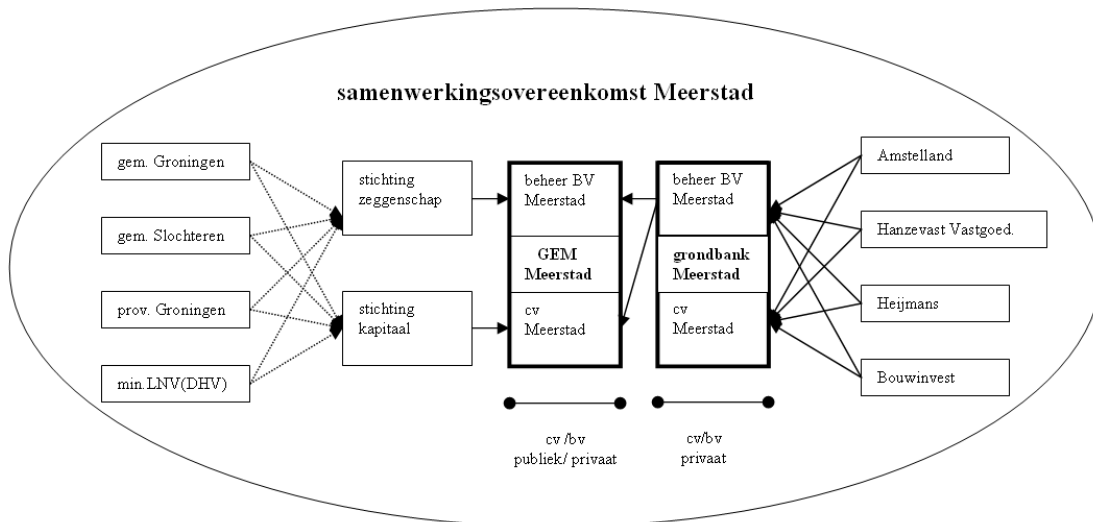 samenwerkingsovereenkomst Meerstad
gem. Groningen
gem. Slochteren
prov. Groningen
min.LNV(DHV)
stichting
zeggenschap
stichting
kapitaal
beheer BV
Meerstad
GEM
Meerstad
cv
Meerstad
beheer BV
Meerstad
grondbank
Meerstad
cv
Meerstad
Amstelland
Hanzevast Vastgoed.
Heijmans
Bouwinvest
cv /bv
publiek/ privaat
cv/bv
privaat